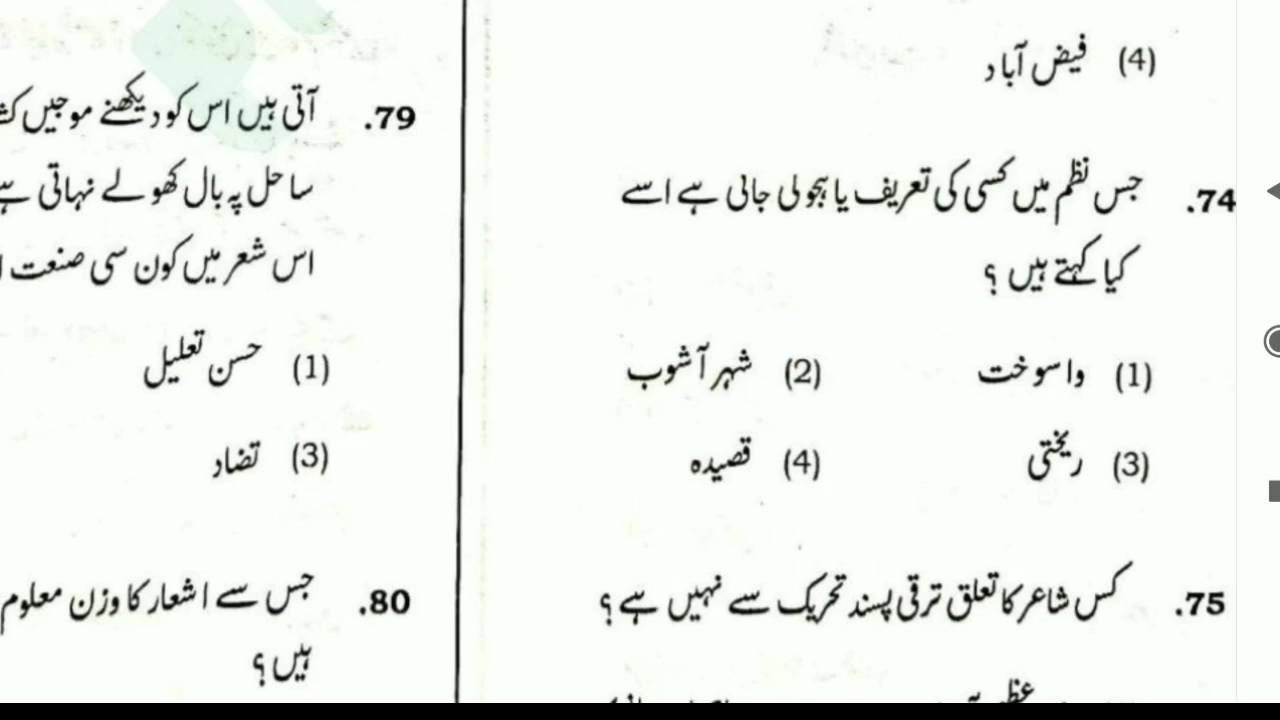 (4) فیض آباد
74. جس نظم میں کسی کی تعریف یا ہجو لی جاتی ہے اسے
کیا کہتے ہیں ؟
(1) واسوخت (2) شہر آشوب
(3) ریختی (4) قصیدہ
75. کس شاعر کا تعلق ترقی پسند تحریک سے نہیں ہے ؟
79. آتی ہیں اس کو دیکھنے موجیں
ساحل پہ بال کھولے نہاتی ہے
اس شعر میں کون سی صنعت
(1) حسن تعلیل
(3) تضاد
80. جس سے اشعار کا وزن معلوم
ہیں ؟